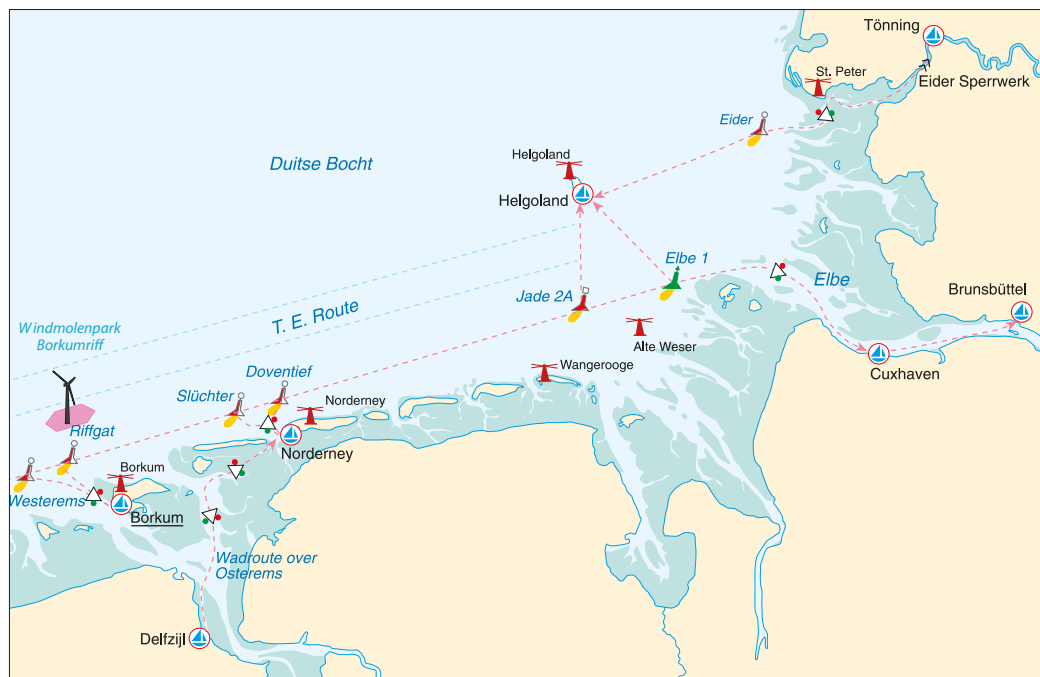 Tönning
St. Peter
Eider Sperrwerk
Eider
Duitse Bocht
Helgoland
Helgoland
Elbe 1
Elbe
Jade 2A
Brunsbüttel
T. E. Route
Windmolenpark
Borkumriff
Alte Weser
Wangerooge
Cuxhaven
Doventief
Slüchter
Norderney
Riffgat
Norderney
Borkum
Westerems
Borkum
Wadroute over
Osterems
Delfzijl